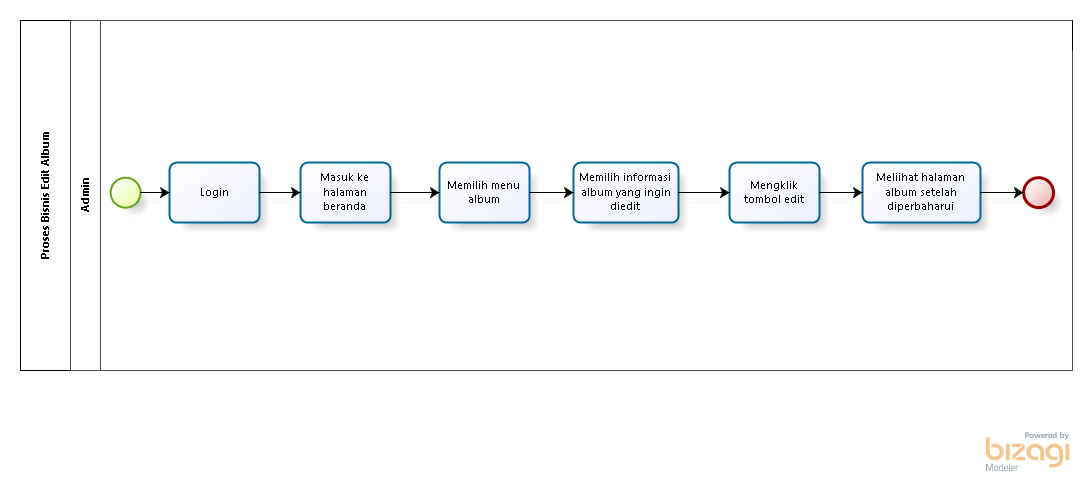 Proses Bisnis Edit Album
Admin
Login
Masuk ke
halaman
beranda
Memilih menu
album
Memilih informasi
album yang ingin
diedit
Mengklik
tombol edit
Meliihat halaman
album setelah
diperbaharui
Powered by
bizagi
Modeler